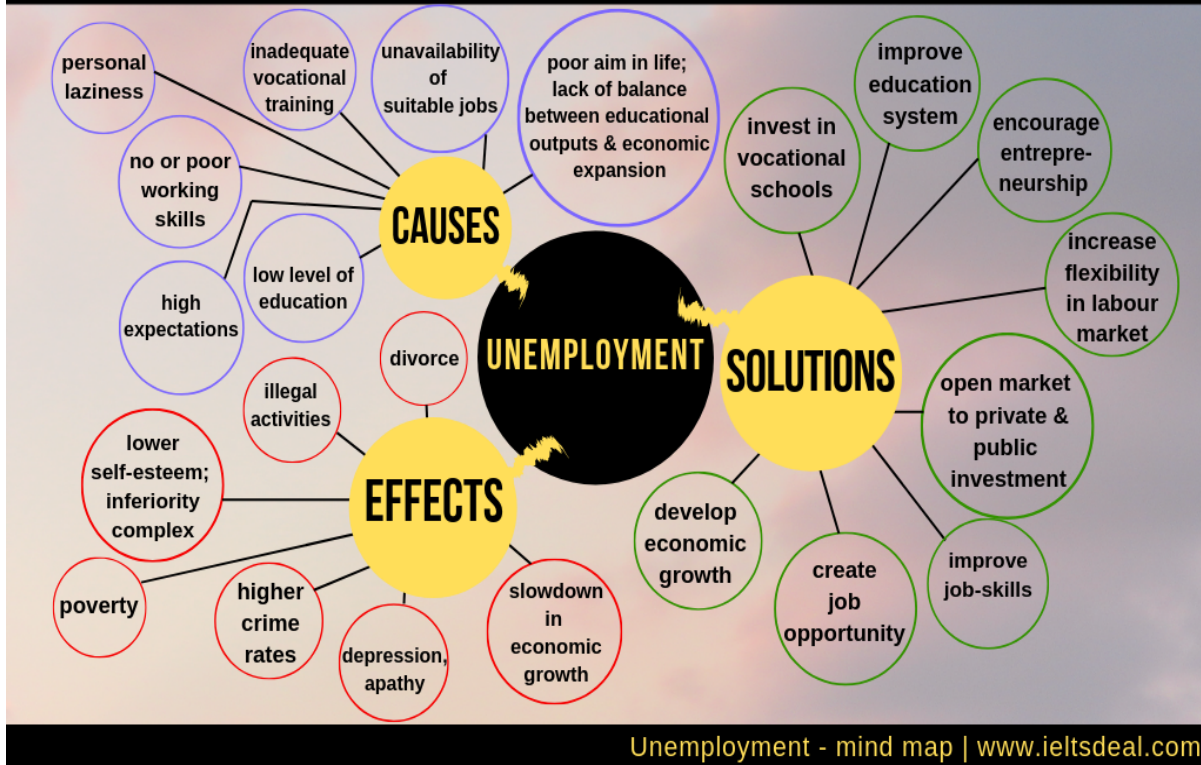 personal
laziness
inadequate
vocational
training
unavailability
of
suitable jobs
poor aim in life;
lack of balance
between educational
outputs & economic
expansion
no or poor
working
skills
CAUSES
low level of
education
high
expectations
UNEMPLOYMENT
invest in
vocational
schools
improve
education
system
encourage
entrepre-
neurship
increase
flexibility
in labour
market
SOLUTIONS
open market
to private &
public
investment
improve
job-skills
create
job
opportunity
develop
economic
growth
divorce
illegal
activities
EFFECTS
lower
self-esteem;
inferiority
complex
poverty
higher
crime
rates
depression,
apathy
slowdown
in
economic
growth
Unemployment - mind map | www.ieltsdeal.com